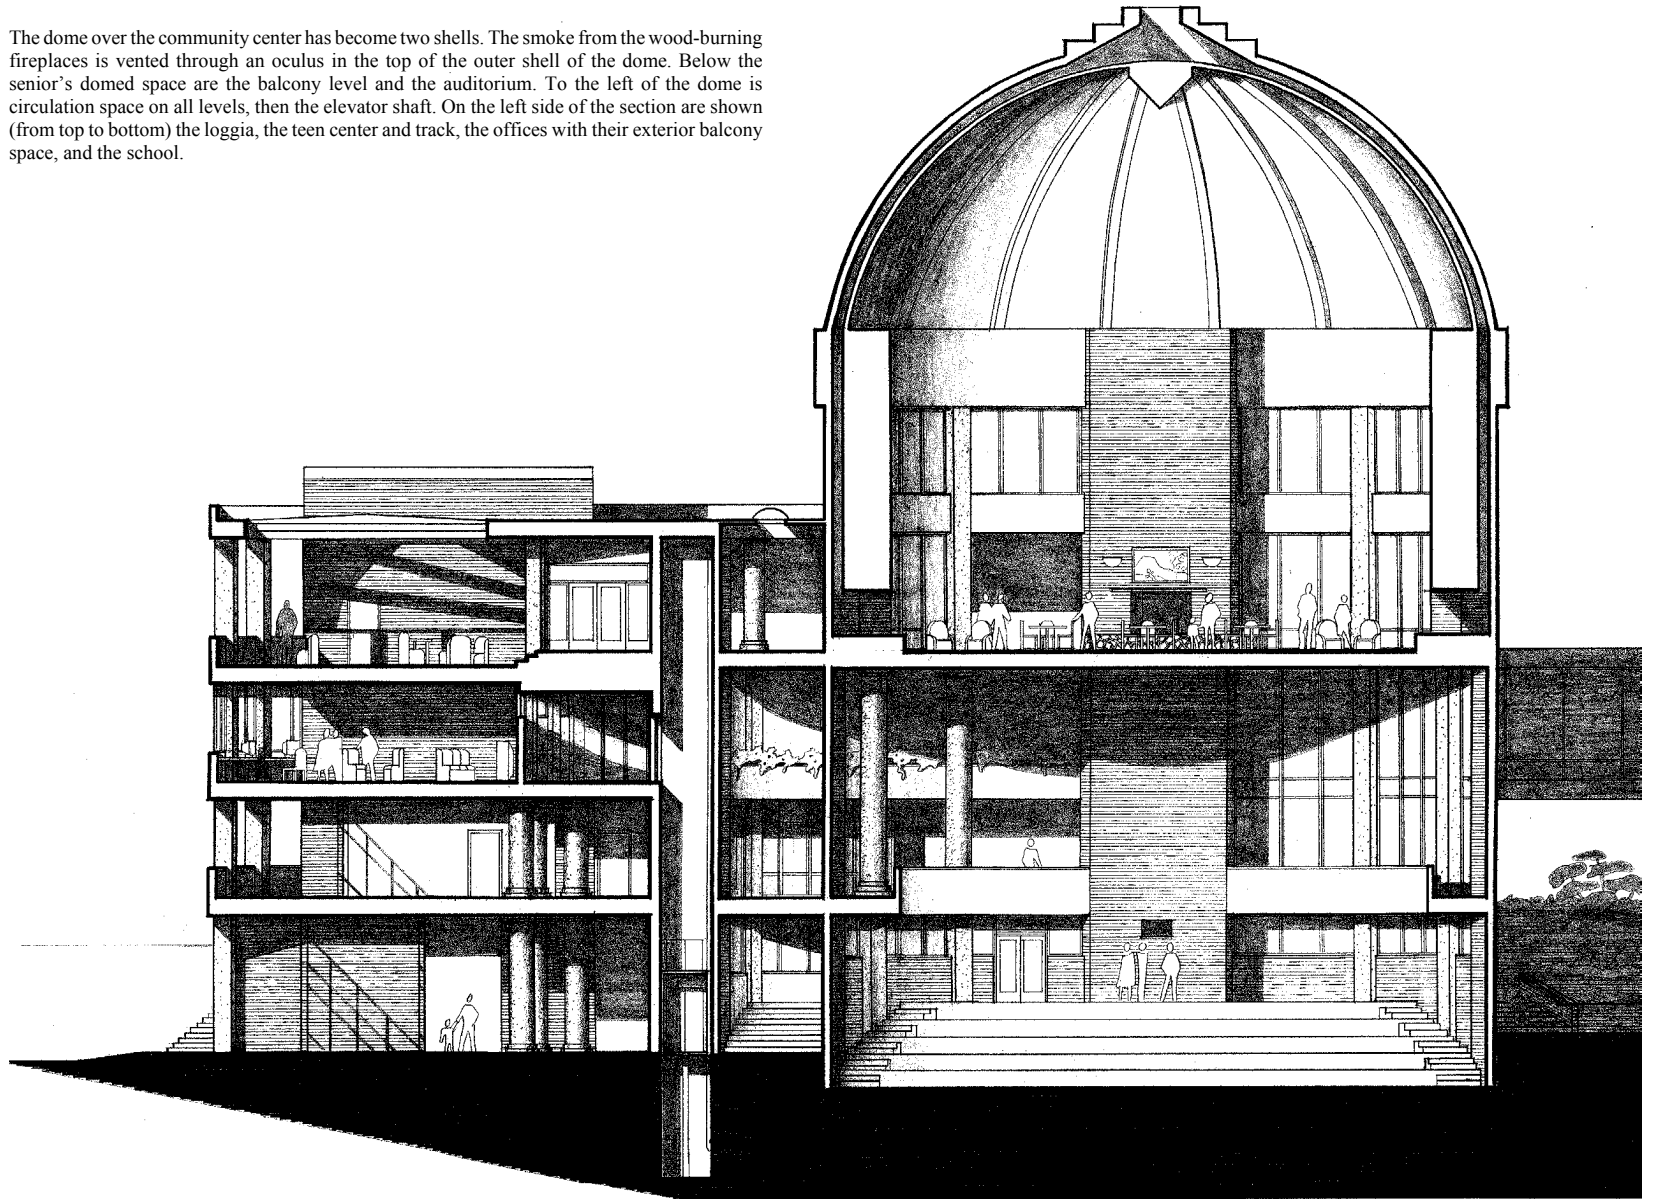 The dome over the community center has become two shells. The smoke from the wood-burning
fireplaces is vented through an oculus in the top of the outer shell of the dome. Below the
senior’s domed space are the balcony level and the auditorium. To the left of the dome is
circulation space on all levels, then the elevator shaft. On the left side of the section are shown
(from top to bottom) the loggia, the teen center and track, the offices with their exterior balcony
space, and the school.